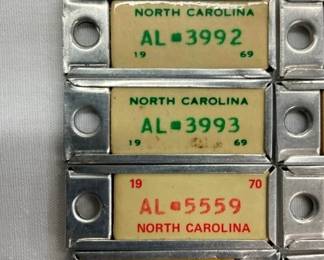 NORTH CAROLINA
AL-3992
19 69
NORTH CAROLINA
AL-3993
19 69
19 70
AL-5559
NORTH CAROLINA